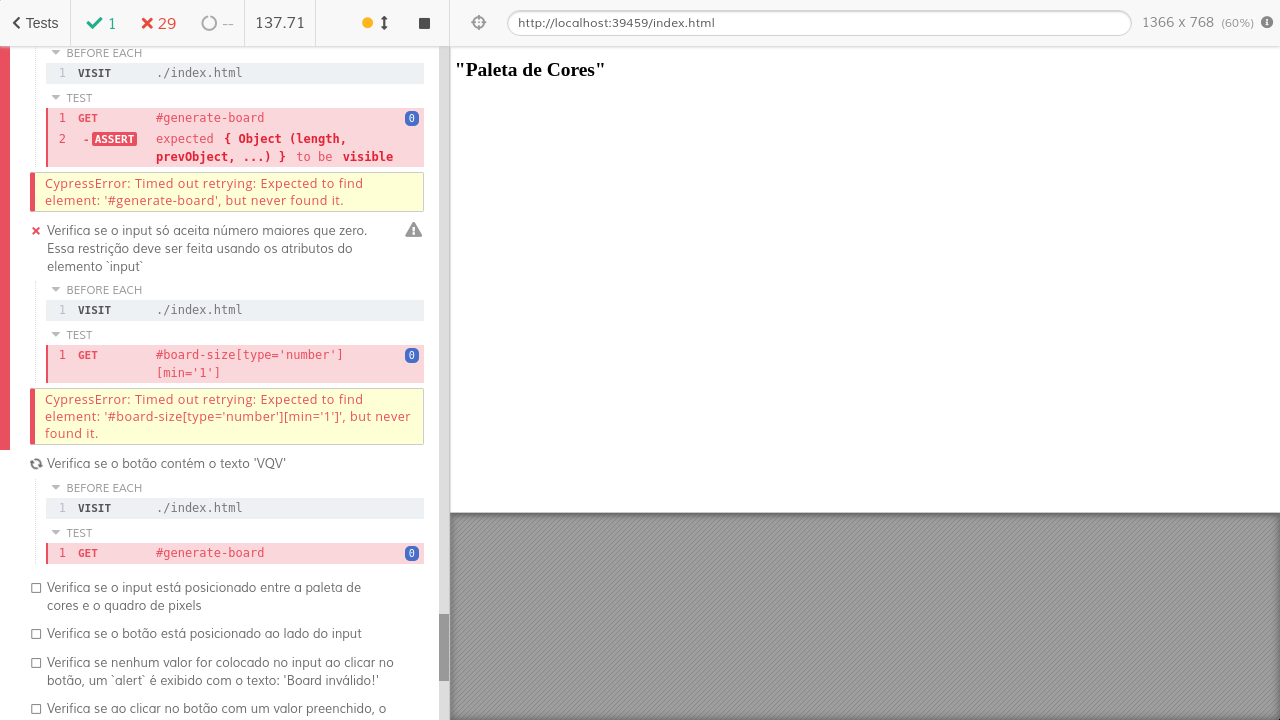 Tests 1 29 -- 137.71 http://localhost:39459/index.html 1366 x 768 (60%)
BEFORE EACH
1 VISIT ./index.html
TEST
1 GET #generate-board 0
2 -ASSERT expected { Object (length,
prevObject, ...) } to be visible
CypressError: Timed out retrying: Expected to find
element: '#generate-board', but never found it.
Verifica se o input só aceita número maiores que zero.
Essa restrição deve ser feita usando os atributos do
elemento `input`
BEFORE EACH
1 VISIT ./index.html
TEST
1 GET #board-size[type='number'] 0
[min='1']
CypressError: Timed out retrying: Expected to find
element: '#board-size[type='number'][min='1']', but never
found it.
Verifica se o botão contém o texto 'VQV'
BEFORE EACH
1 VISIT ./index.html
TEST
1 GET #generate-board 0
Verifica se o input está posicionado entre a paleta de
cores e o quadro de pixels
Verifica se o botão está posicionado ao lado do input
Verifica se nenhum valor for colocado no input ao clicar no
botão, um `alert` é exibido com o texto: 'Board inválido!'
Verifica se ao clicar no botão com um valor preenchido, o
"Paleta de Cores"